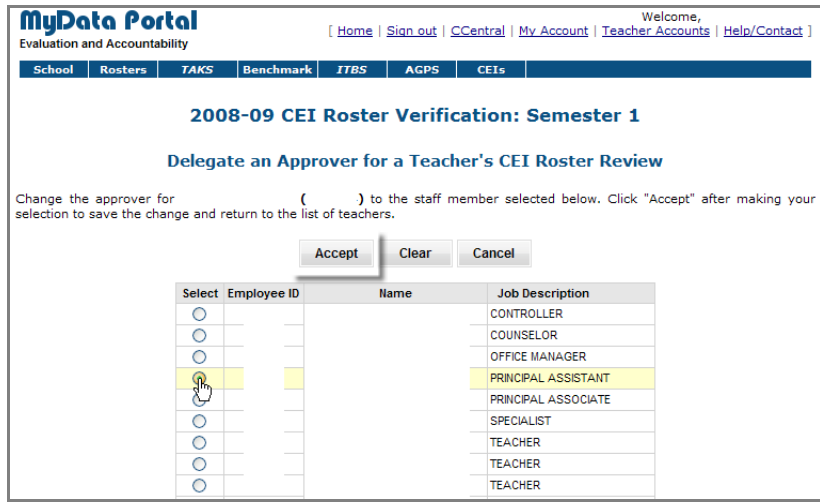 MyData Portal
Evaluation and Accountability
Welcome,
[ Home | Sign out | CCentral | My Account | Teacher Accounts | Help/Contact ]
School Rosters TAKS Benchmark ITBS AGPS CEIs
2008-09 CEI Roster Verification: Semester 1
Delegate an Approver for a Teacher's CEI Roster Review
Change the approver for ( ) to the staff member selected below. Click "Accept" after making your
selection to save the change and return to the list of teachers.
Accept Clear Cancel
Select Employee ID Name Job Description
CONTROLLER
COUNSELOR
OFFICE MANAGER
PRINCIPAL ASSISTANT
PRINCIPAL ASSOCIATE
SPECIALIST
TEACHER
TEACHER
TEACHER